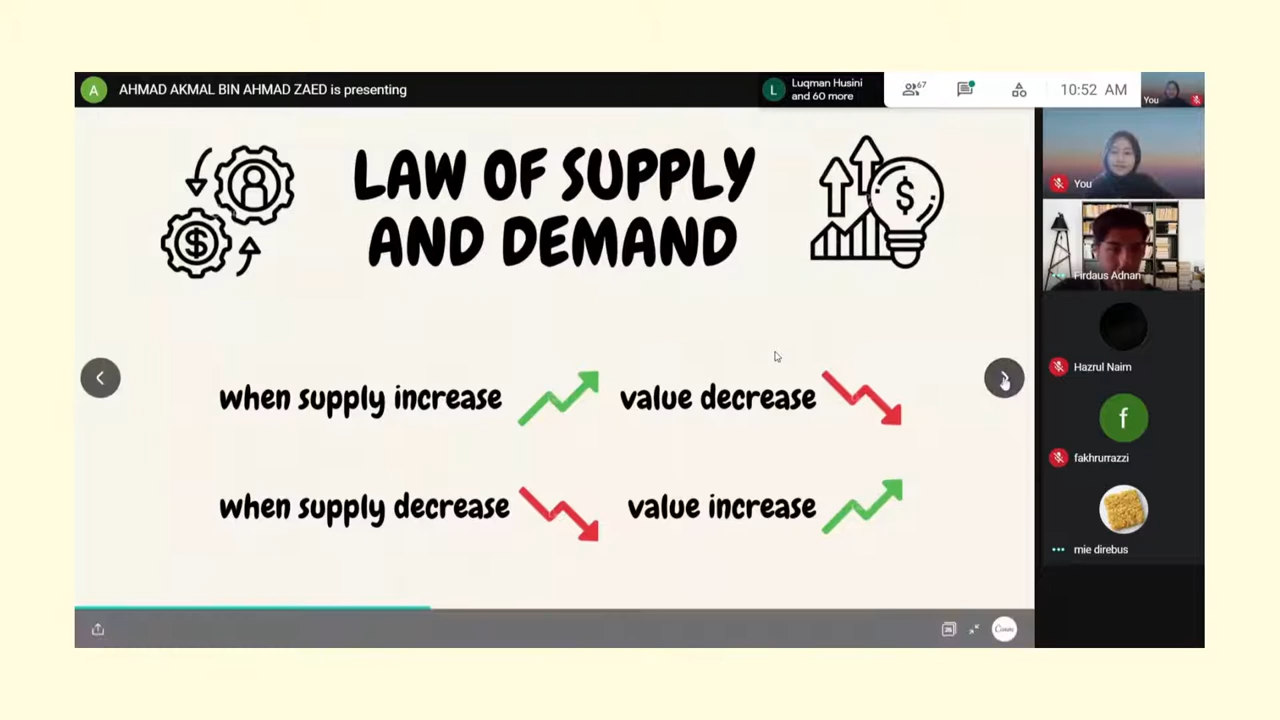 A
AHMAD AKMAL BIN AHMAD ZAED is presenting
L
Luqman Husini
and 60 more
67
10:52 AM
You
LAW OF SUPPLY
AND DEMAND
$
$
You
Firdaus Adnan
when supply increase
value decrease
Hazrul Naim
f
fakhrurrazzi
when supply decrease
value increase
mie direbus
Canva